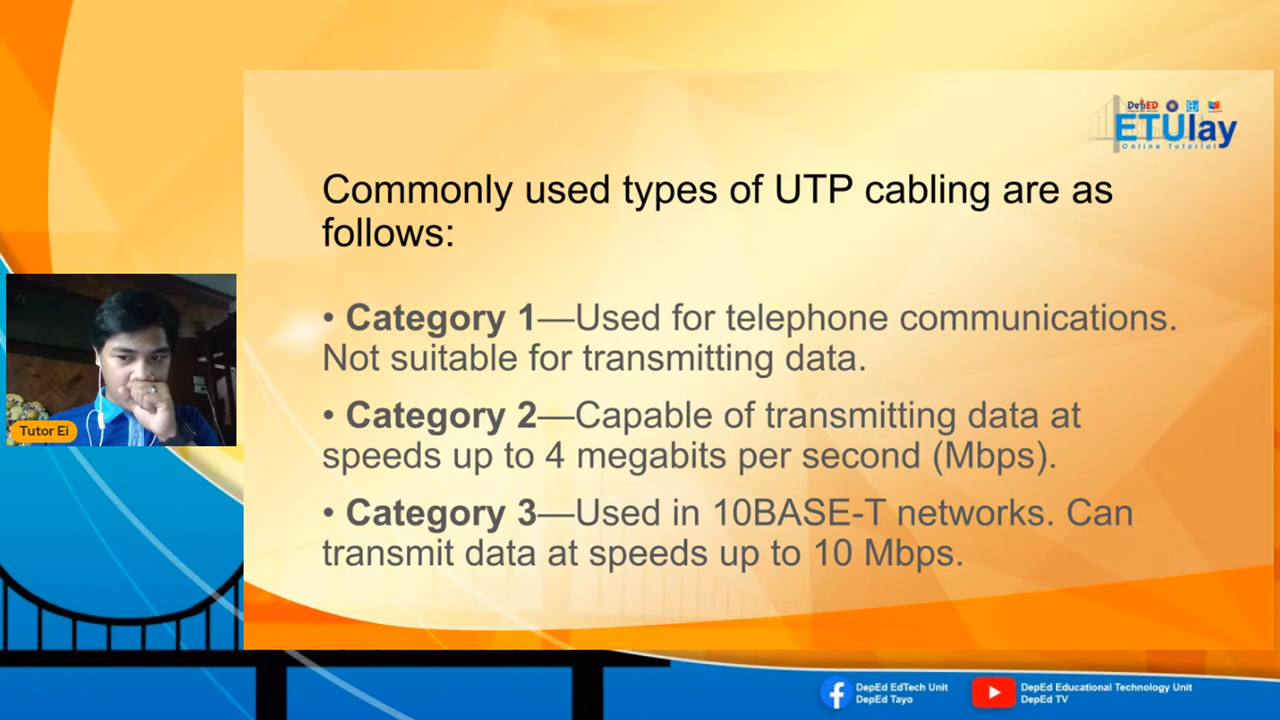 DepED
ETUlay
Online Tutorial
Commonly used types of UTP cabling are as
follows:
• Category 1—Used for telephone communications.
Not suitable for transmitting data.
• Category 2—Capable of transmitting data at
speeds up to 4 megabits per second (Mbps).
• Category 3—Used in 10BASE-T networks. Can
transmit data at speeds up to 10 Mbps.
Tutor Ei
DepEd EdTech Unit
DepEd Tayo
DepEd Educational Technology Unit
DepEd TV